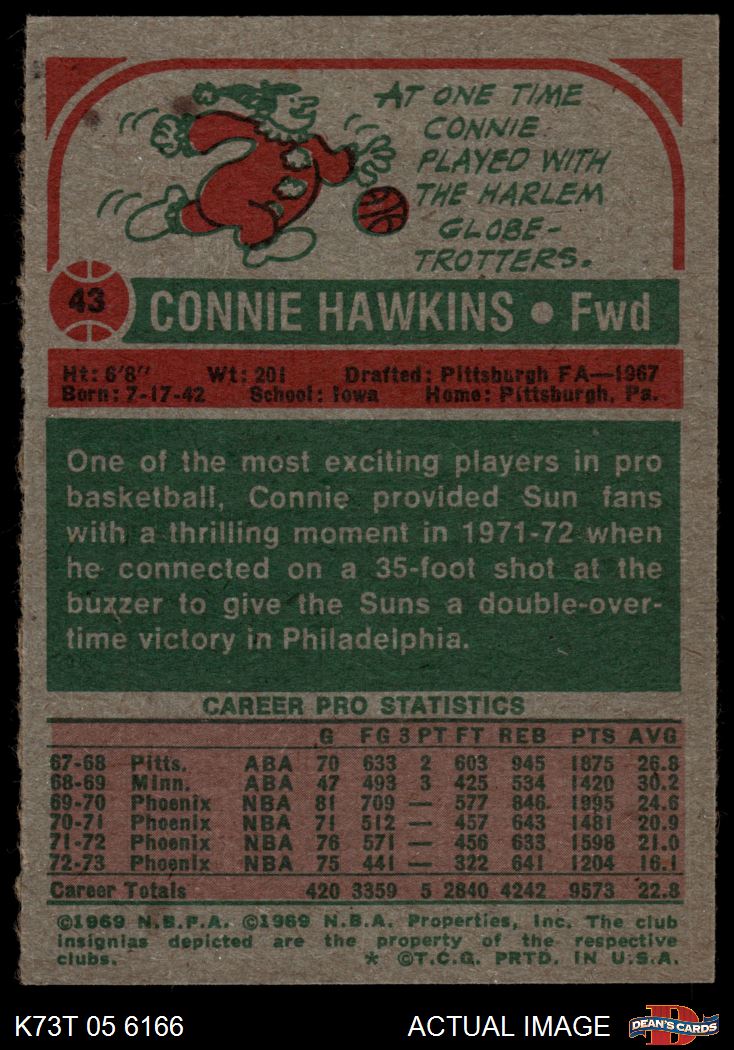 AT ONE TIME
CONNIE
PLAYED WITH
THE HARLEM
GLOBE-
TROTTERS.
43 CONNIE HAWKINS • Fwd
Ht: 6'8" Wt: 201 Drafted: Pittsburgh FA—1967
Born: 7-17-42 School: Iowa Home: Pittsburgh, Pa.
One of the most exciting players in pro
basketball, Connie provided Sun fans
with a thrilling moment in 1971-72 when
he connected on a 35-foot shot at the
buzzer to give the Suns a double-over-
time victory in Philadelphia.
CAREER PRO STATISTICS
G FG 3 PT FT REB PTS AVG
67-68 Pitts. ABA 70 633 2 603 945 1875 26.8
68-69 Minn. ABA 47 493 3 425 534 1420 30.2
69-70 Phoenix NBA 81 709 — 577 846 1995 24.6
70-71 Phoenix NBA 71 512 — 457 643 1481 20.9
71-72 Phoenix NBA 76 571 — 456 633 1598 21.0
72-73 Phoenix NBA 75 441 — 322 641 1204 16.1
Career Totals 420 3359 5 2840 4242 9573 22.8
©1969 N.B.P.A. ©1969 N.B.A. Properties, Inc. The club
insignias depicted are the property of the respective
clubs. * ©T.C.G. PRTD. IN U.S.A.
K73T 05 6166 ACTUAL IMAGE DEAN'S CARDS